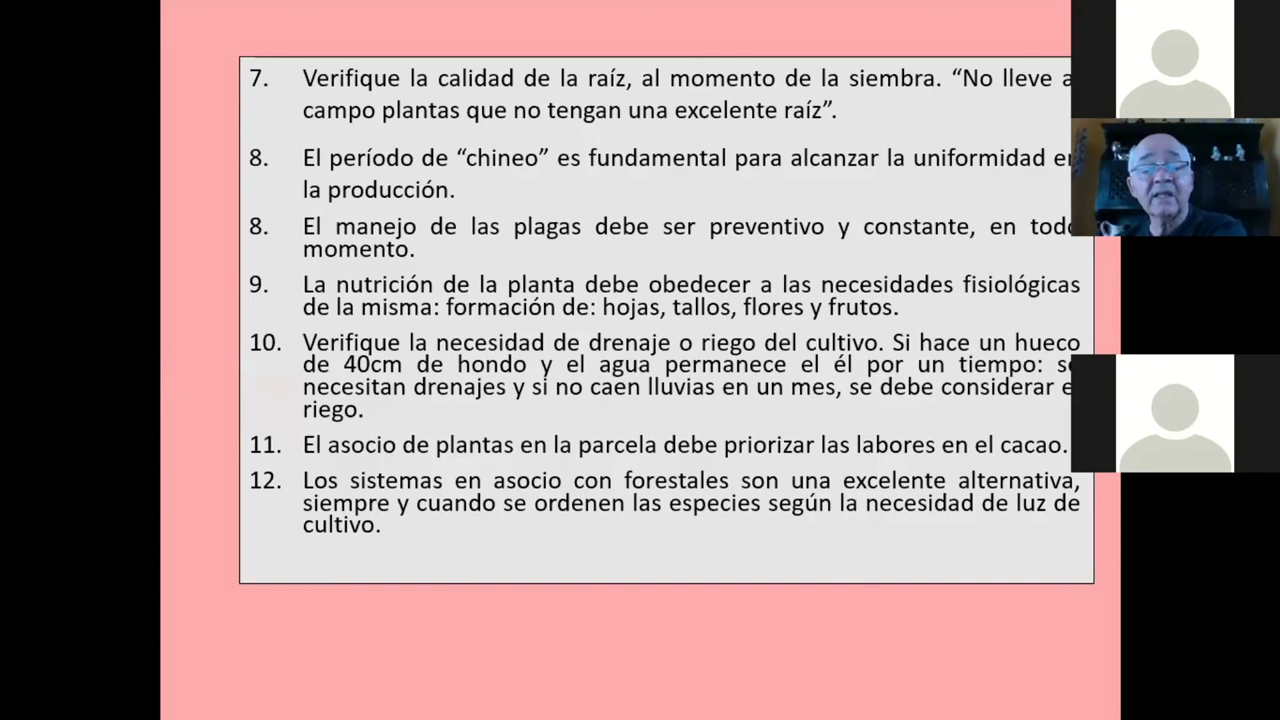 7. Verifique la calidad de la raíz, al momento de la siembra. “No lleve a
campo plantas que no tengan una excelente raíz”.
8. El período de “chineo” es fundamental para alcanzar la uniformidad en
la producción.
8. El manejo de las plagas debe ser preventivo y constante, en todo
momento.
9. La nutrición de la planta debe obedecer a las necesidades fisiológicas
de la misma: formación de: hojas, tallos, flores y frutos.
10. Verifique la necesidad de drenaje o riego del cultivo. Si hace un hueco
de 40cm de hondo y el agua permanece el él por un tiempo: se
necesitan drenajes y si no caen lluvias en un mes, se debe considerar e
riego.
11. El asocio de plantas en la parcela debe priorizar las labores en el cacao.
12. Los sistemas en asocio con forestales son una excelente alternativa,
siempre y cuando se ordenen las especies según la necesidad de luz de
cultivo.